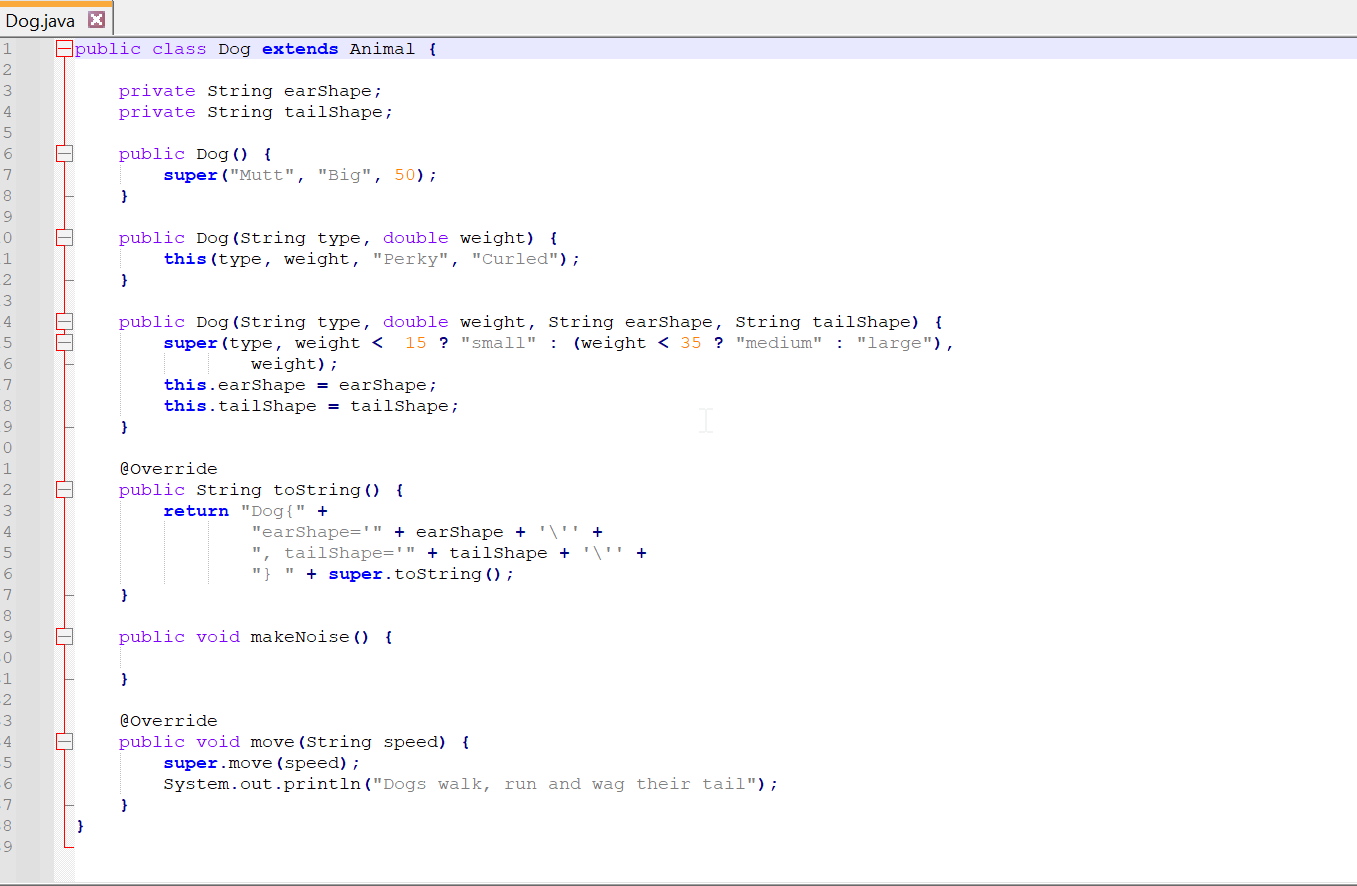 Dog.java
1 public class Dog extends Animal {
2
3     private String earShape;
4     private String tailShape;
5
6     public Dog() {
7         super("Mutt", "Big", 50);
8     }
9
0     public Dog(String type, double weight) {
1         this(type, weight, "Perky", "Curled");
2     }
3
4     public Dog(String type, double weight, String earShape, String tailShape) {
5         super(type, weight <  15 ? "small" : (weight < 35 ? "medium" : "large"),
6                 weight);
7         this.earShape = earShape;
8         this.tailShape = tailShape;
9     }
0
1     @Override
2     public String toString() {
3         return "Dog{" +
4                 "earShape='" + earShape + '\'' +
5                 ", tailShape='" + tailShape + '\'' +
6                 "} " + super.toString();
7     }
8
9     public void makeNoise() {
0
1     }
2
3     @Override
4     public void move(String speed) {
5         super.move(speed);
6         System.out.println("Dogs walk, run and wag their tail");
7     }
8 }
9